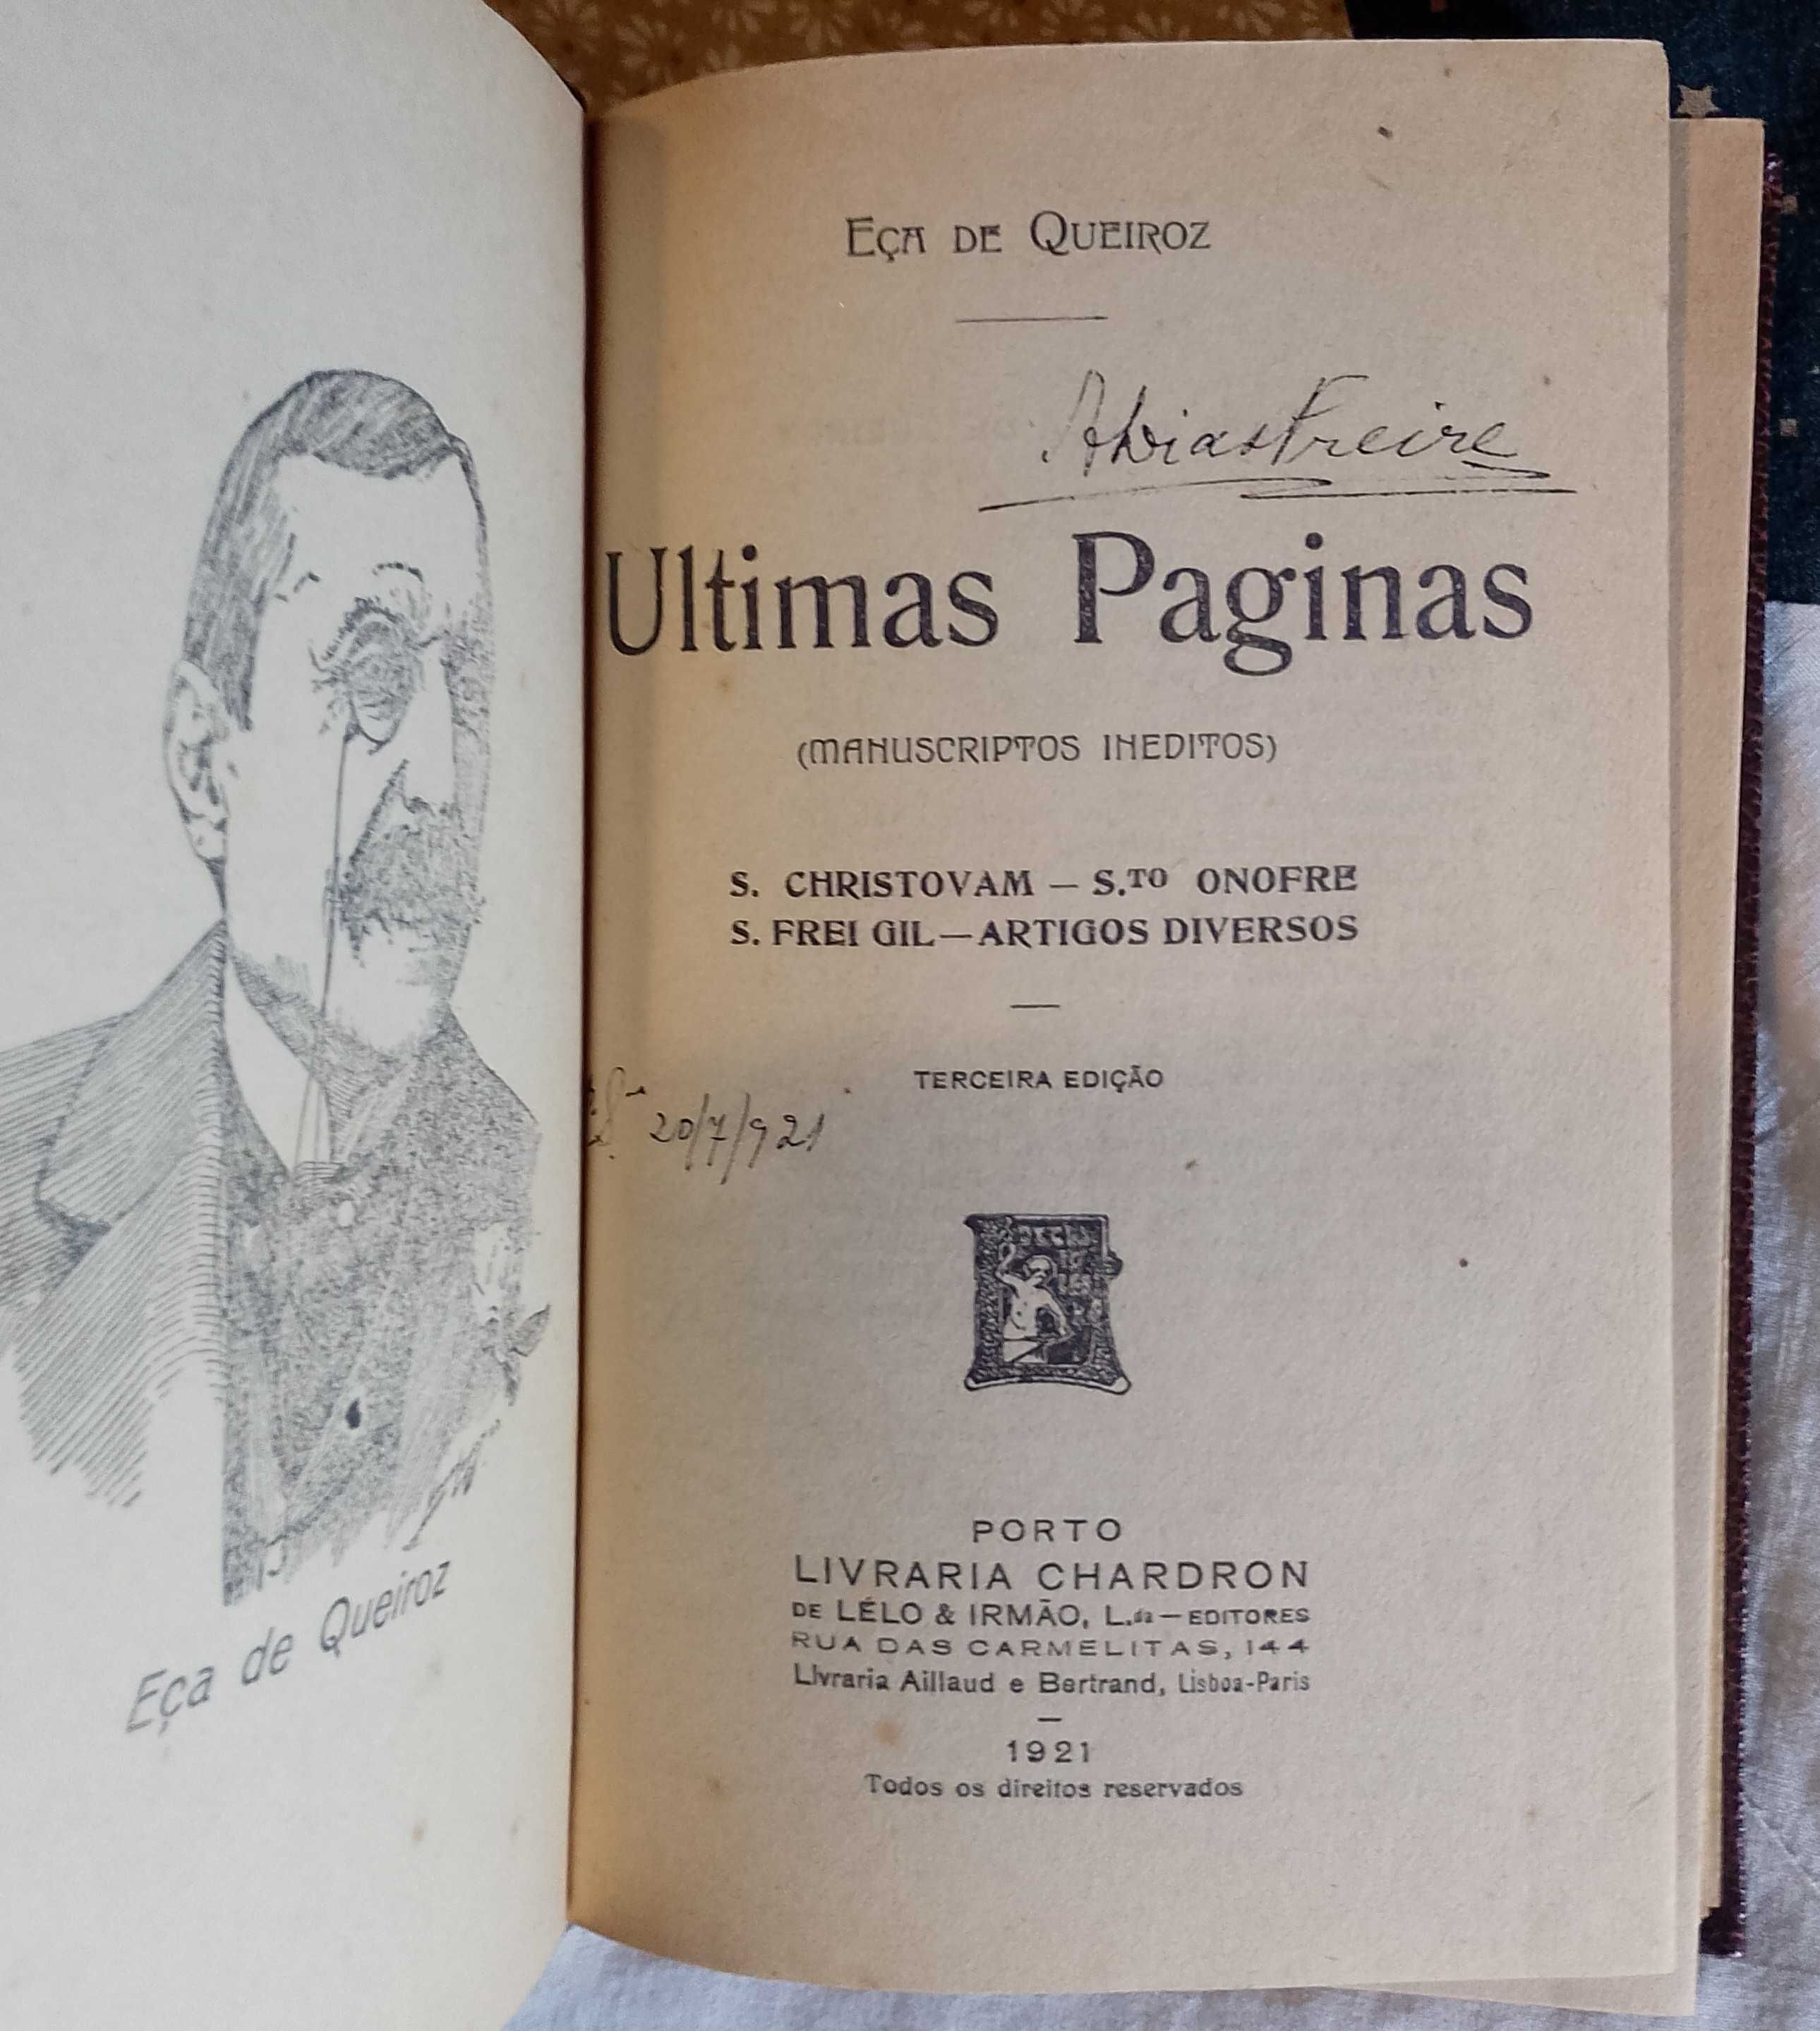 Eça de Queiroz
EÇA DE QUEIROZ
Freire
Ultimas Paginas
(MANUSCRIPTOS INEDITOS)
S. CHRISTOVAM — S.TO ONOFRE
S. FREI GIL — ARTIGOS DIVERSOS
TERCEIRA EDIÇÃO
20/7/921
PORTO
LIVRARIA CHARDRON
DE LÉLO & IRMÃO, L.da — EDITORES
RUA DAS CARMELITAS, 144
Livraria Aillaud e Bertrand, Lisboa-Paris
1921
Todos os direitos reservados